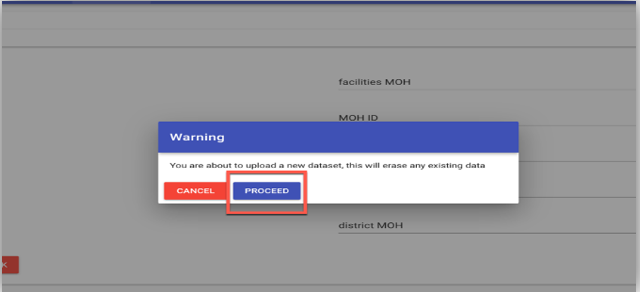 facilities MOH
MOH ID
Warning
You are about to upload a new dataset, this will erase any existing data
CANCEL
PROCEED
district MOH
K